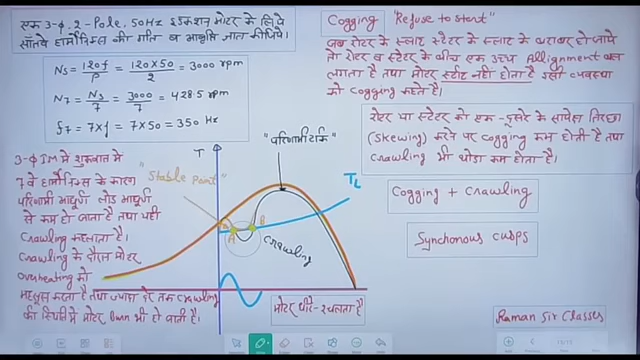 एक 3-φ, 2-Pole, 50Hz इंडक्शन मोटर के लिये
सातवे हार्मोनिक्स की गति व आवृत्ति ज्ञात कीजिये।
Ns = 120f/P = 120×50/2 = 3000 rpm
N7 = Ns/7 = 3000/7 = 428.5 rpm
f7 = 7×f = 7×50 = 350 Hz
3-φ IM मे शुरुवात मे
7 वे हार्मोनिक्स के कारण
परिणामी आघूर्ण लोड आघूर्ण
से कम हो जाता है तथा यही
Crawling कहलाता है।
Crawling के दौरान मोटर
overheating को
महसूस करता है तथा ज्यादा देर तक Crawling
की स्थिति मे मोटर burn भी हो जाती है।
"Stable Point"
T
"परिणामी टार्क"
TL
A
B
Crawling
मोटर धीरे-२ चलता है
Cogging "Refuse to Start"
जब रोटर के स्लाट स्टेटर के स्लाट के बराबर हो जाये
तो रोटर व स्टेटर के बीच एक उच्च Allignment बल
लगता है तथा मोटर स्टार्ट नहीं होता है इसी व्यवस्था
को Cogging कहते है।
रोटर या स्टेटर को एक-दूसरे के सापेक्ष तिरछा
(Skewing) करने पर Cogging कम होती है तथा
Crawling भी थोड़ा कम होता है।
Cogging + Crawling
Synchonous Cusps
Raman Sir Classes